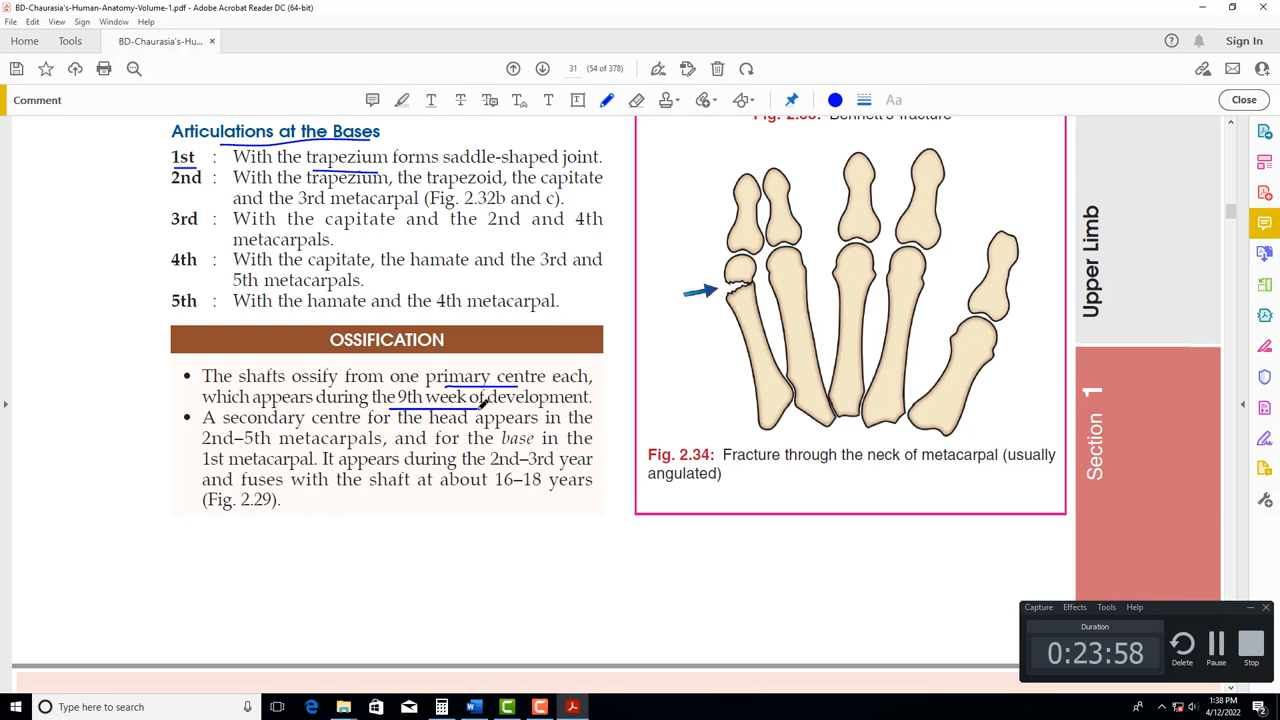 BD-Chaurasia's-Human-Anatomy-Volume-1.pdf - Adobe Acrobat Reader DC (64-bit)
File Edit View Sign Window Help
Home Tools BD-Chaurasia's-Hu... × Sign In
31 (54 of 378)
Comment Aa Close
Articulations at the Bases
1st : With the trapezium forms saddle-shaped joint.
2nd : With the trapezium, the trapezoid, the capitate
and the 3rd metacarpal (Fig. 2.32b and c).
3rd : With the capitate and the 2nd and 4th
metacarpals.
4th : With the capitate, the hamate and the 3rd and
5th metacarpals.
5th : With the hamate and the 4th metacarpal.
OSSIFICATION
• The shafts ossify from one primary centre each,
which appears during the 9th week of development.
• A secondary centre for the head appears in the
2nd–5th metacarpals, and for the base in the
1st metacarpal. It appears during the 2nd–3rd year
and fuses with the shaft at about 16–18 years
(Fig. 2.29).
Bennett's fracture
Fig. 2.34: Fracture through the neck of metacarpal (usually
angulated)
Upper Limb
Section 1
Capture Effects Tools Help
Duration
0:23:58
Delete Pause Stop
Type here to search
1:38 PM
4/12/2022
2